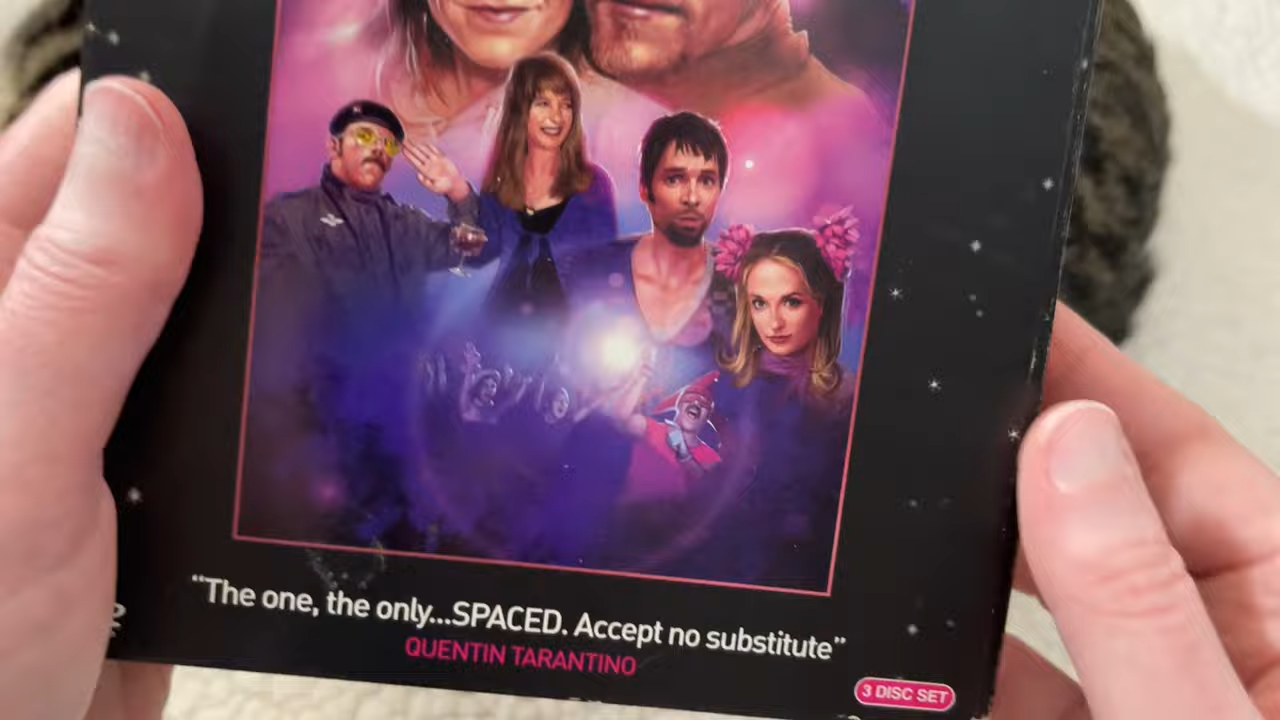 “The one, the only...SPACED. Accept no substitute”
QUENTIN TARANTINO
3 DISC SET